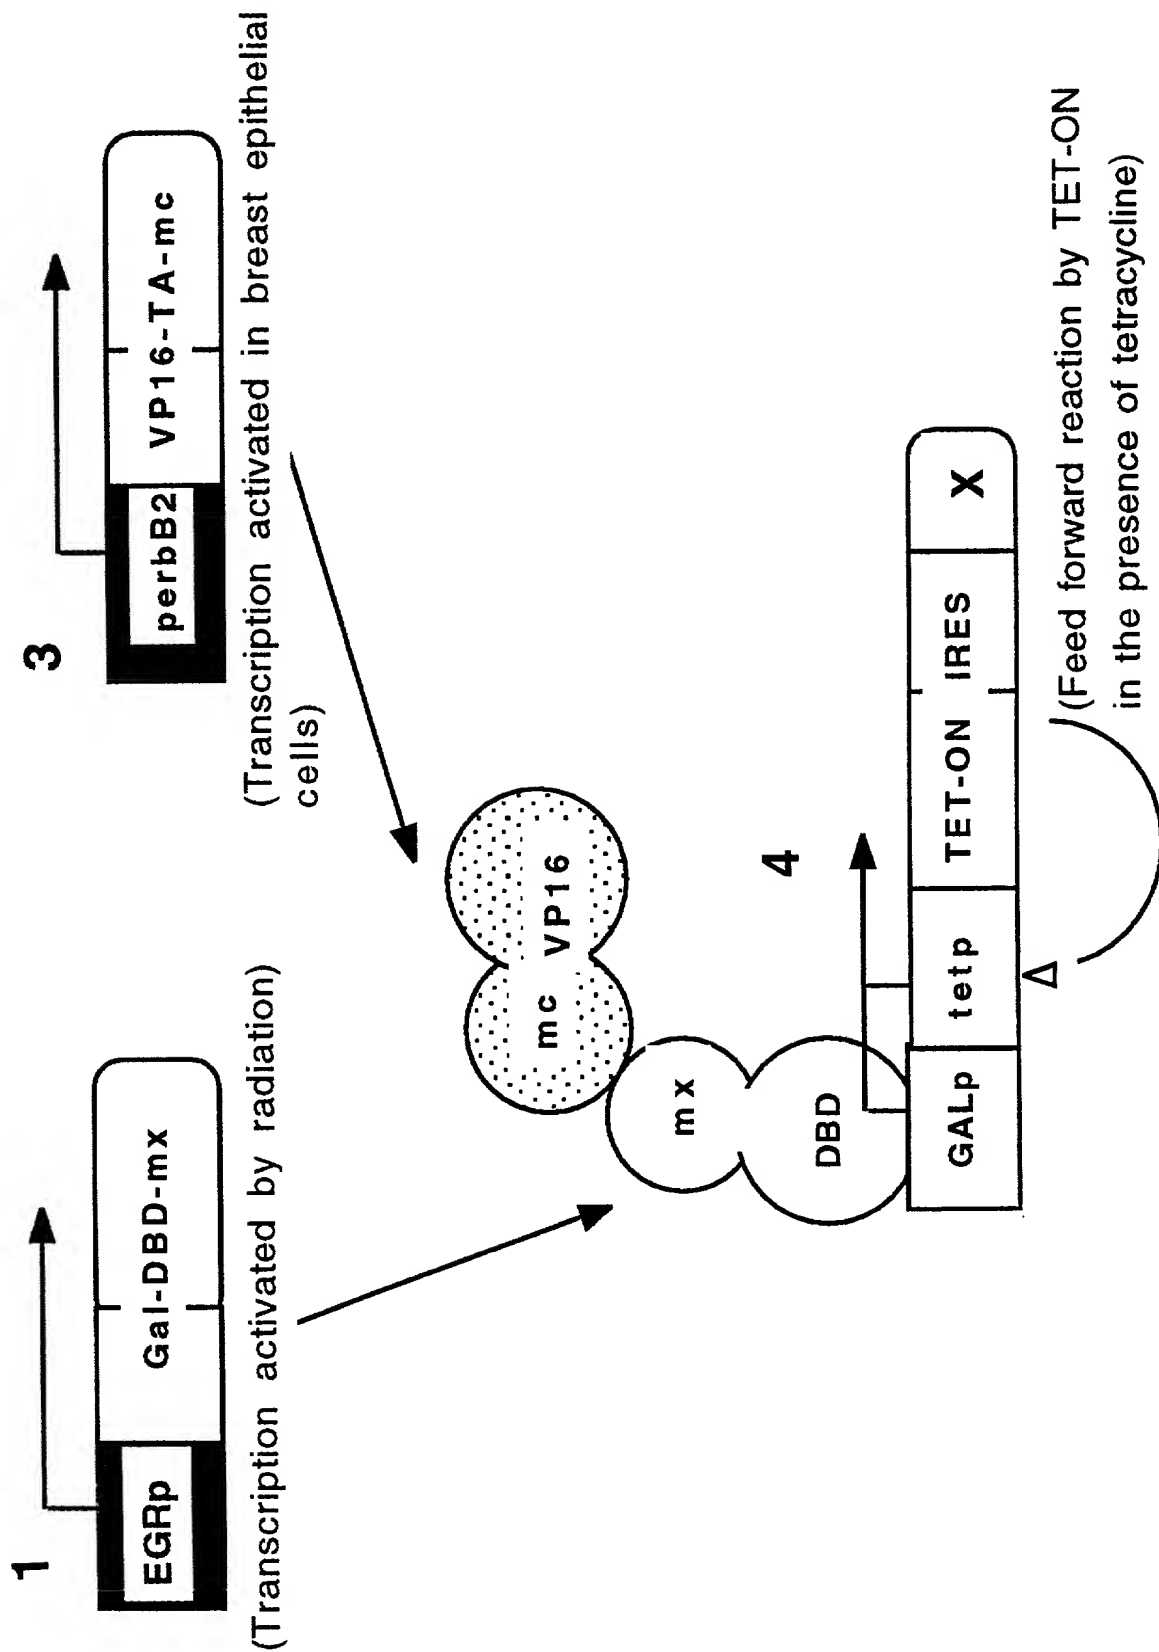 1
EGRp
Gal-DBD-mx
(Transcription activated by radiation)
3
perbB2
VP16-TA-mc
(Transcription activated in breast epithelial
cells)
mc
VP16
mx
DBD
4
GALp
tetp
TET-ON
IRES
X
(Feed forward reaction by TET-ON
in the presence of tetracycline)